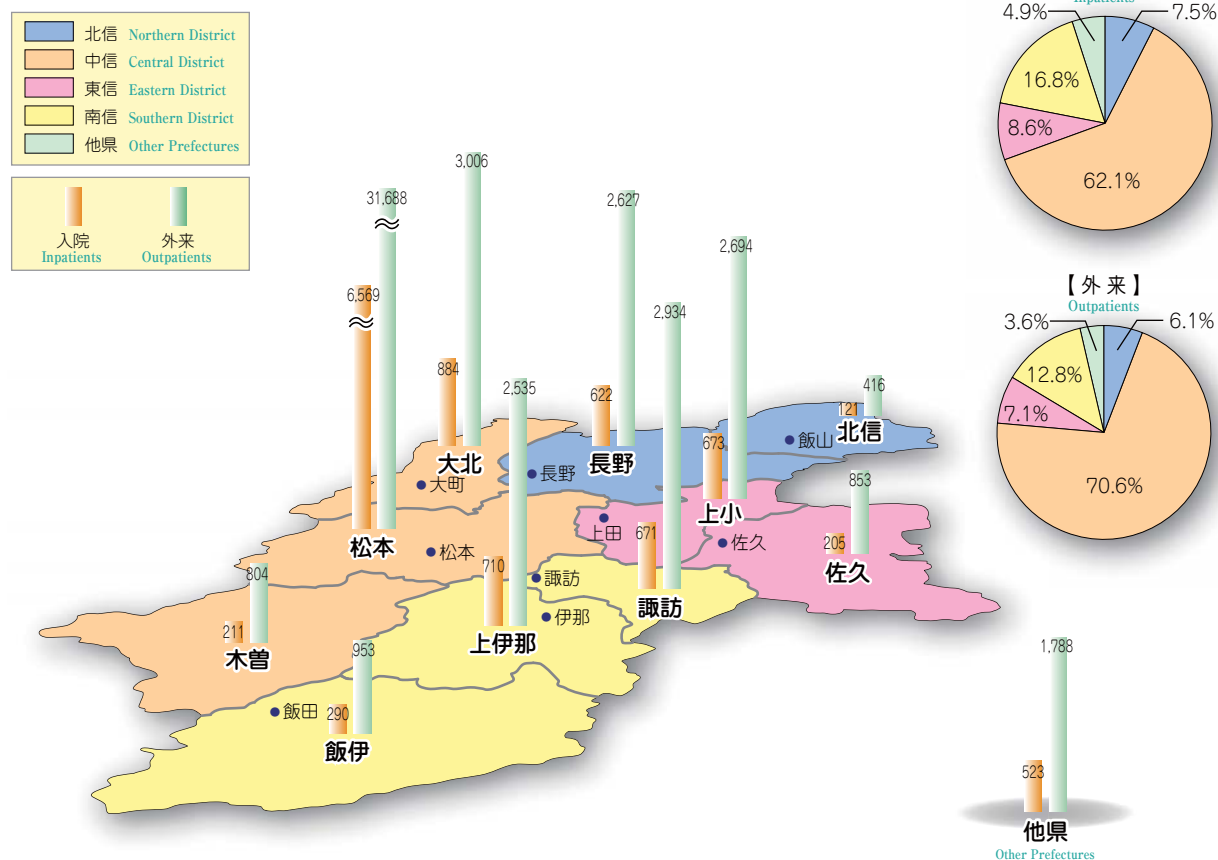 北信 Northern District
中信 Central District
東信 Eastern District
南信 Southern District
他県 Other Prefectures
入院 外来
Inpatients Outpatients
Inpatients
4.9% 7.5%
16.8%
8.6%
62.1%
【外来】
Outpatients
3.6% 6.1%
12.8%
7.1%
70.6%
31,688
6,569
松本
3,006
884
大北
2,627
622
長野
2,694
673
上小
416
121
北信
2,934
671
諏訪
2,535
710
上伊那
853
205
佐久
804
211
木曽
953
290
飯伊
1,788
523
他県
Other Prefectures
飯山
長野
大町
上田
佐久
松本
諏訪
伊那
飯田